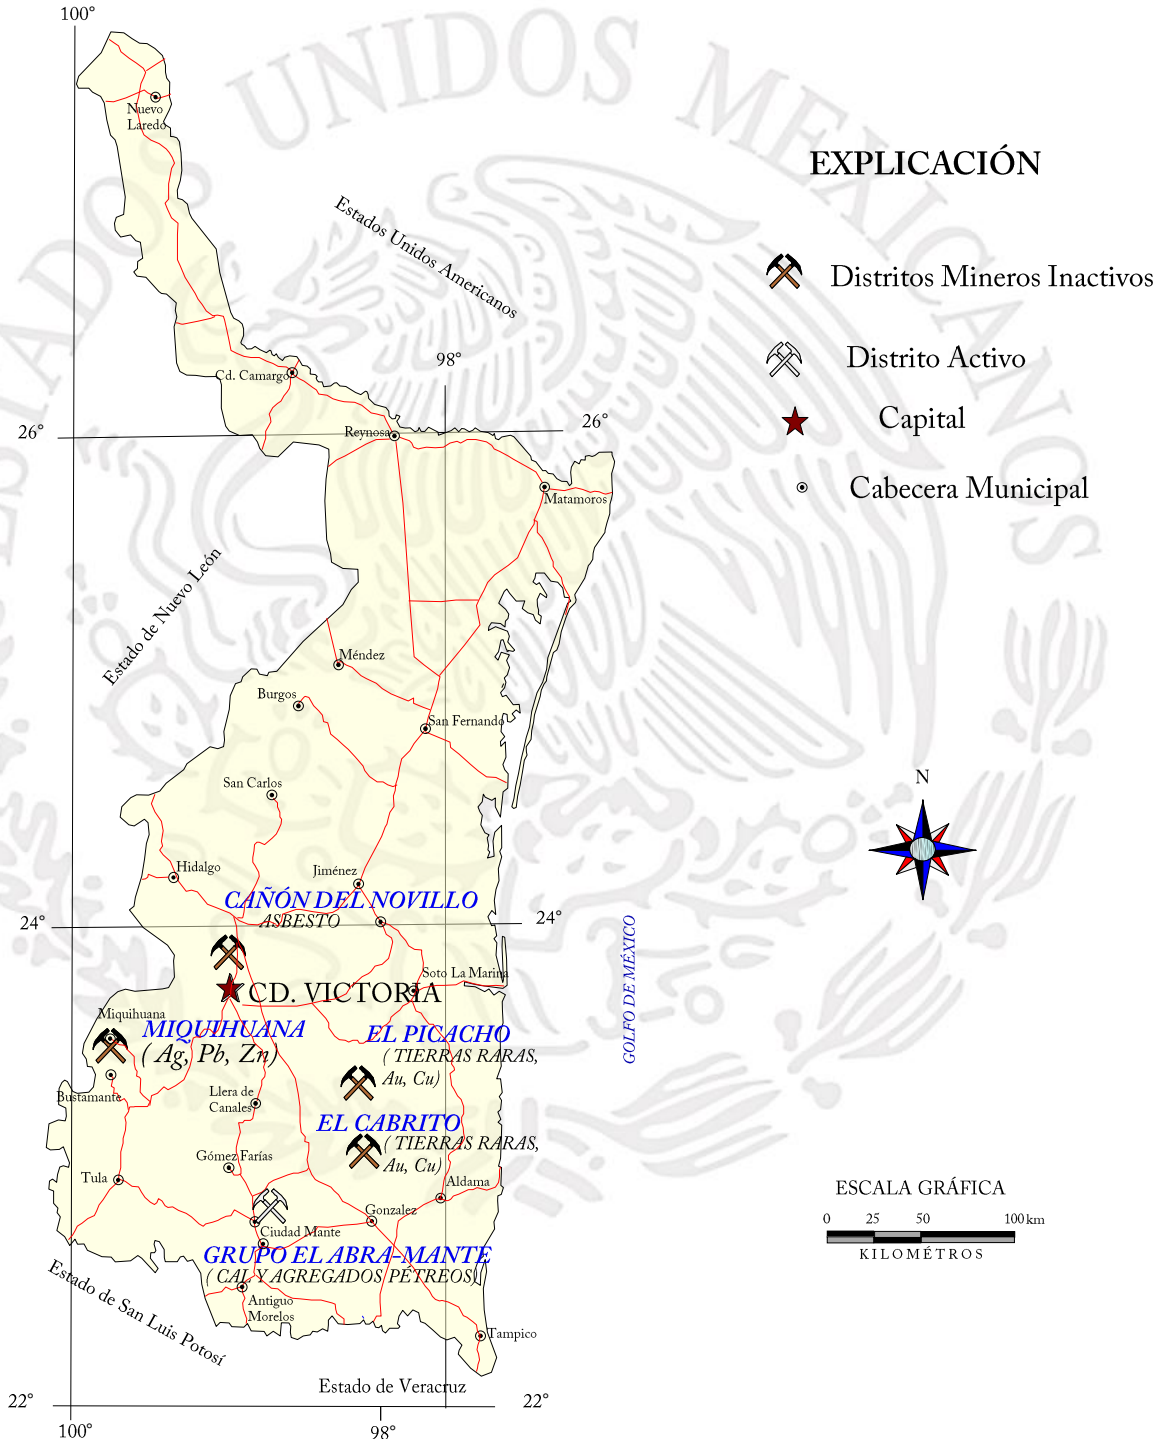 ESTADOS UNIDOS MEXICANOS
100°
Nuevo
Laredo
EXPLICACIÓN
Estados Unidos Americanos
Distritos Mineros Inactivos
Distrito Activo
98°
Cd. Camargo
Capital
26°
26°
Reynosa
Cabecera Municipal
Matamoros
Estado de Nuevo León
Méndez
Burgos
San Fernando
N
San Carlos
Hidalgo
Jiménez
CAÑÓN DEL NOVILLO
ASBESTO
24°
24°
GOLFO DE MÉXICO
Soto La Marina
CD. VICTORIA
Miquihuana
MIQUIHUANA
( Ag, Pb, Zn)
EL PICACHO
( TIERRAS RARAS,
Au, Cu)
Bustamante
Llera de
Canales
EL CABRITO
( TIERRAS RARAS,
Au, Cu)
Gómez Farías
Tula
Aldama
ESCALA GRÁFICA
0 25 50 100 km
KILOMÉTROS
Gonzalez
Ciudad Mante
GRUPO EL ABRA-MANTE
( CAL Y AGREGADOS PÉTREOS)
Estado de San Luis Potosí
Antiguo
Morelos
Tampico
Estado de Veracruz
22°
22°
100°
98°